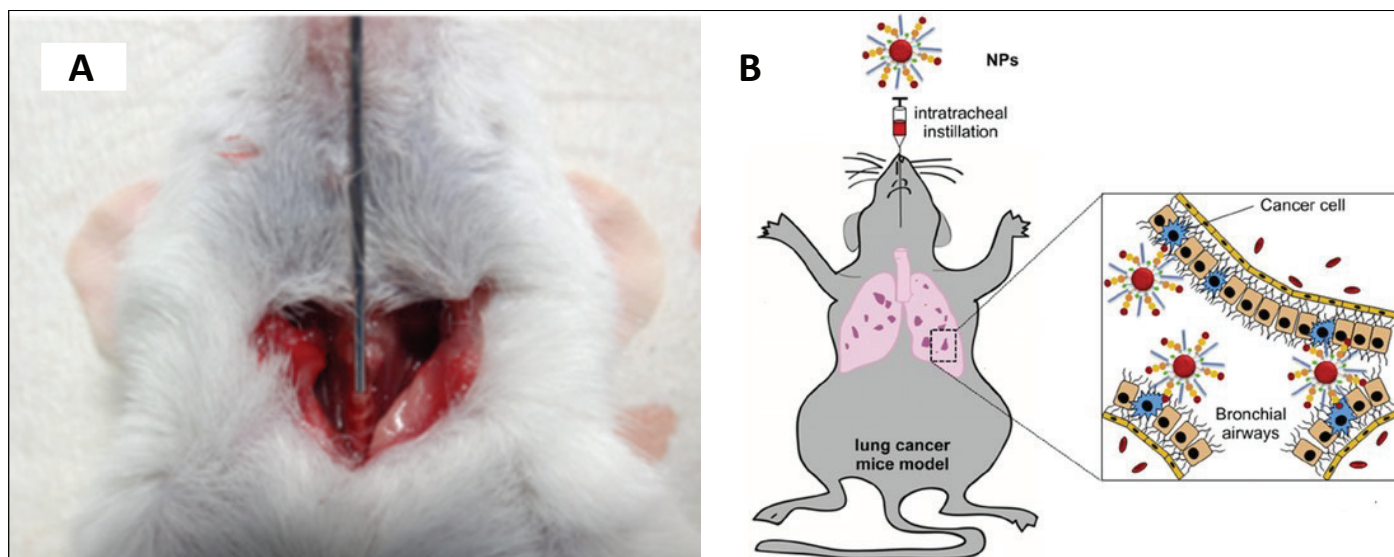 A
B
NPs
intratracheal
instillation
Cancer cell
Bronchial
airways
lung cancer
mice model